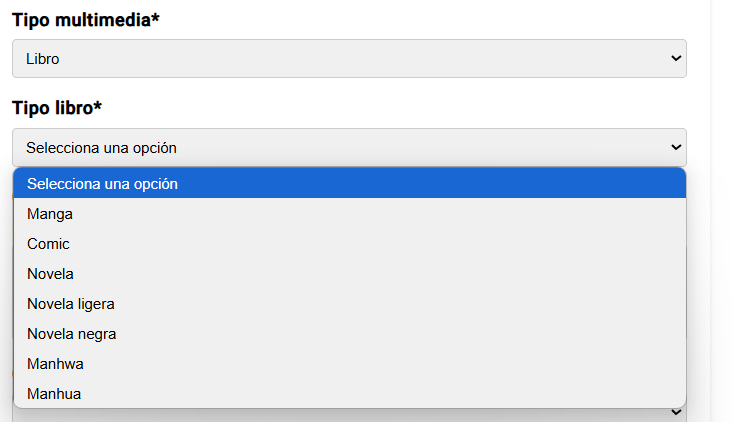 Tipo multimedia*
Libro
Tipo libro*
Selecciona una opción
Selecciona una opción
Manga
Comic
Novela
Novela ligera
Novela negra
Manhwa
Manhua